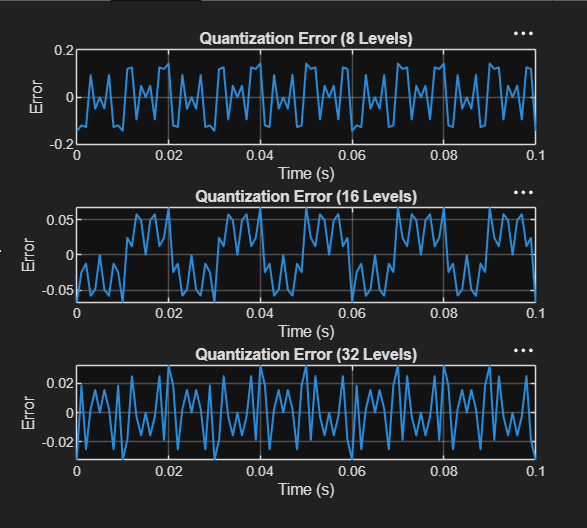 Quantization Error (8 Levels)
0.2
0
-0.2
Error
0 0.02 0.04 0.06 0.08 0.1
Time (s)
Quantization Error (16 Levels)
0.05
0
-0.05
Error
0 0.02 0.04 0.06 0.08 0.1
Time (s)
Quantization Error (32 Levels)
0.02
0
-0.02
Error
0 0.02 0.04 0.06 0.08 0.1
Time (s)